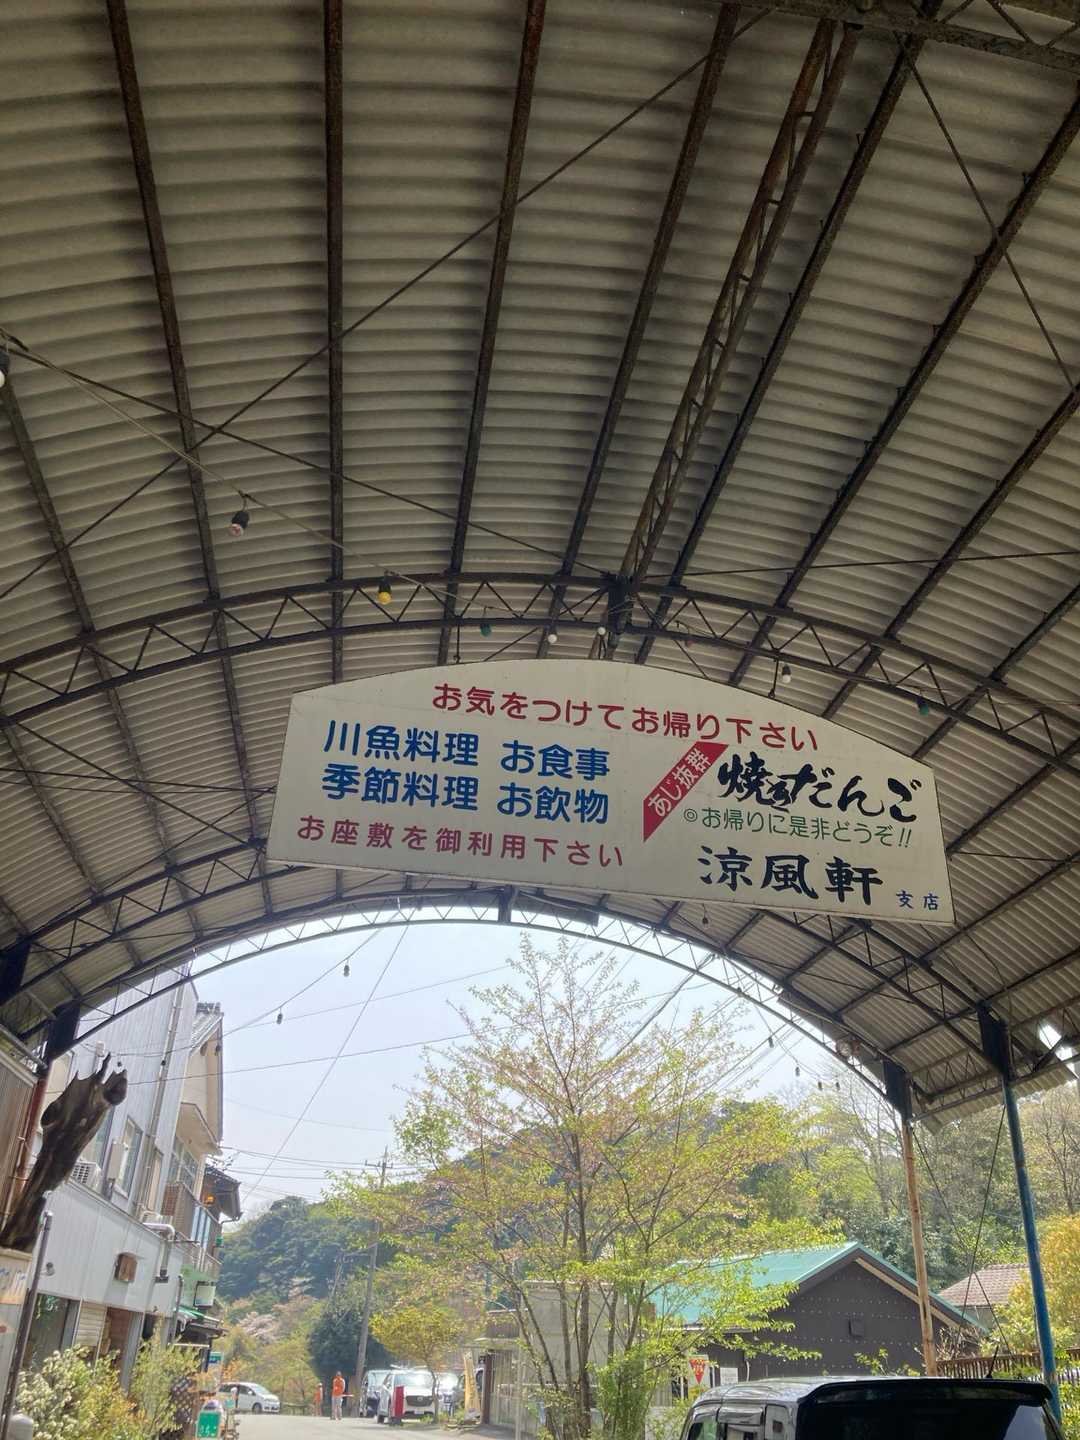 お気をつけてお帰り下さい
川魚料理 お食事
季節料理 お飲物
お座敷を御利用下さい
あじ抜群
焼きだんご
◎お帰りに是非どうぞ!!
涼風軒 支店